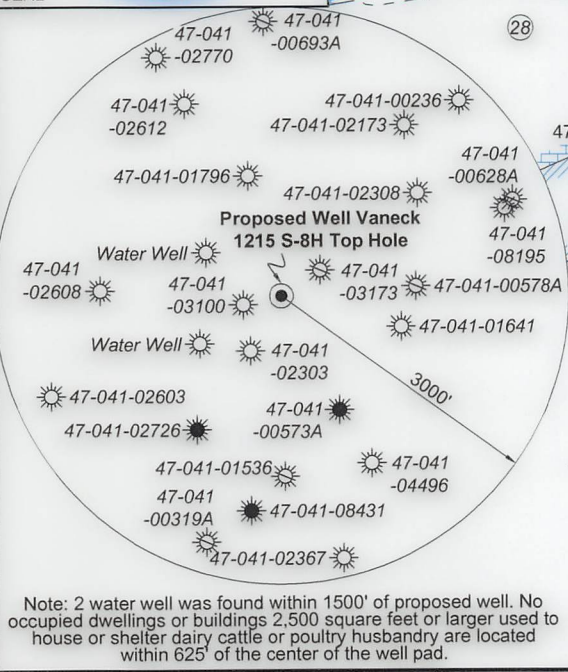 28
47-041
-00693A
47-041
-02770
47-041
-02612
47-041-00236
47-041-02173
47
47-041
-00628A
47-041-01796
47-041-02308
Proposed Well Vaneck
1215 S-8H Top Hole
47-041
-08195
Water Well
47-041
-02608
47-041
-03100
47-041
-03173
47-041-00578A
47-041-01641
Water Well
47-041
-02303
3000'
47-041-02603
47-041-02726
47-041
-00573A
47-041-01536
47-041
-04496
47-041
-00319A
47-041-08431
47-041-02367
Note: 2 water well was found within 1500' of proposed well. No
occupied dwellings or buildings 2,500 square feet or larger used to
house or shelter dairy cattle or poultry husbandry are located
within 625' of the center of the well pad.